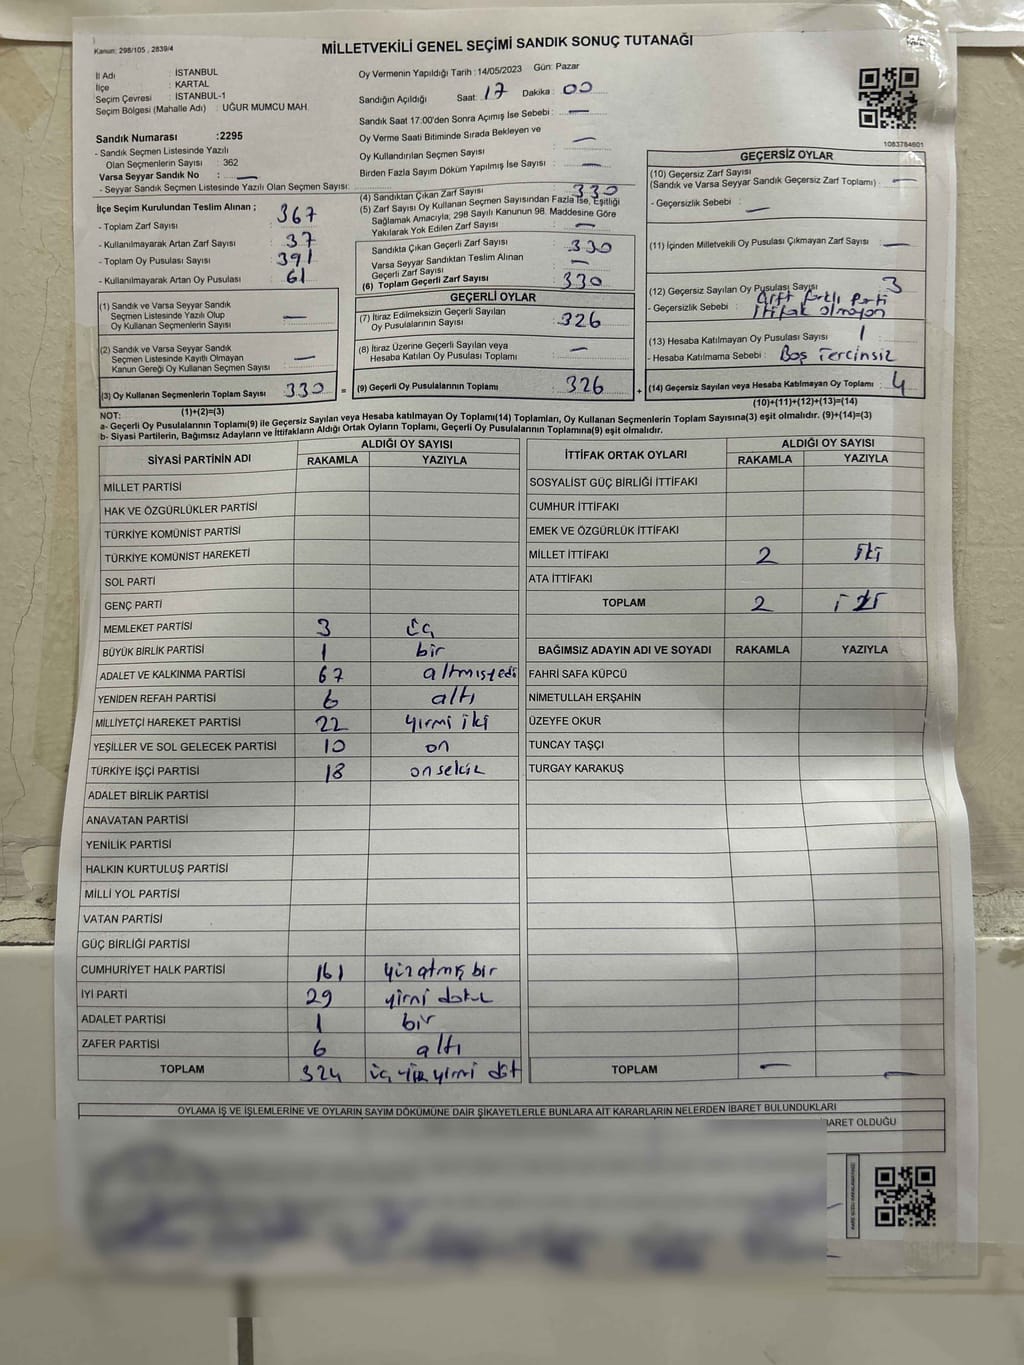 Kanun: 298/105 , 2839/4
MİLLETVEKİLİ GENEL SEÇİMİ SANDIK SONUÇ TUTANAĞI
İl Adı : İSTANBUL
İlçe : KARTAL
Seçim Çevresi : İSTANBUL-1
Seçim Bölgesi (Mahalle Adı) : UĞUR MUMCU MAH.
Sandık Numarası :2295
- Sandık Seçmen Listesinde Yazılı
Olan Seçmenlerin Sayısı : 362
Varsa Seyyar Sandık No : —
- Seyyar Sandık Seçmen Listesinde Yazılı Olan Seçmen Sayısı:
Oy Vermenin Yapıldığı Tarih : 14/05/2023 Gün: Pazar
Sandığın Açıldığı Saat: 17 Dakika : 00
Sandık Saat 17:00'den Sonra Açımış İse Sebebi : —
Oy Verme Saati Bitiminde Sırada Bekleyen ve
Oy Kullandırılan Seçmen Sayısı : —
Birden Fazla Sayım Döküm Yapılmış İse Sayısı : —
1083784601
İlçe Seçim Kurulundan Teslim Alınan ;
- Toplam Zarf Sayısı : 367
- Kullanılmayarak Artan Zarf Sayısı : 37
- Toplam Oy Pusulası Sayısı : 391
- Kullanılmayarak Artan Oy Pusulası : 61
(1) Sandık ve Varsa Seyyar Sandık
Seçmen Listesinde Yazılı Olup
Oy Kullanan Seçmenlerin Sayısı : —
(2) Sandık ve Varsa Seyyar Sandık
Seçmen Listesinde Kayıtlı Olmayan
Kanun Gereği Oy Kullanan Seçmen Sayısı : —
(3) Oy Kullanan Seçmenlerin Toplam Sayısı : 330 =
(1)+(2)=(3)
(4) Sandıktan Çıkan Zarf Sayısı : 330
(5) Zarf Sayısı Oy Kullanan Seçmen Sayısından Fazla İse, Eşitliği
Sağlamak Amacıyla, 298 Sayılı Kanunun 98. Maddesine Göre
Yakılarak Yok Edilen Zarf Sayısı : —
Sandıkta Çıkan Geçerli Zarf Sayısı : 330
Varsa Seyyar Sandıktan Teslim Alınan
Geçerli Zarf Sayısı : —
(6) Toplam Geçerli Zarf Sayısı : 330
GEÇERLİ OYLAR
(7) İtiraz Edilmeksizin Geçerli Sayılan
Oy Pusulalarının Sayısı : 326
(8) İtiraz Üzerine Geçerli Sayılan veya
Hesaba Katılan Oy Pusulası Toplamı : —
(9) Geçerli Oy Pusulalarının Toplamı : 326 +
GEÇERSİZ OYLAR
(10) Geçersiz Zarf Sayısı
(Sandık ve Varsa Seyyar Sandık Geçersiz Zarf Toplamı) : —
- Geçersizlik Sebebi : —
(11) İçinden Milletvekili Oy Pusulası Çıkmayan Zarf Sayısı : —
(12) Geçersiz Sayılan Oy Pusulası Sayısı : 3
- Geçersizlik Sebebi : Çift farklı parti
İttifak olmayan
(13) Hesaba Katılmayan Oy Pusulası Sayısı : 1
- Hesaba Katılmama Sebebi : Boş Tercinsiz
(14) Geçersiz Sayılan veya Hesaba Katılmayan Oy Toplamı : 4
(10)+(11)+(12)+(13)=(14)
NOT:
a- Geçerli Oy Pusulalarının Toplamı(9) ile Geçersiz Sayılan veya Hesaba katılmayan Oy Toplamı(14) Toplamları, Oy Kullanan Seçmenlerin Toplam Sayısına(3) eşit olmalıdır. (9)+(14)=(3)
b- Siyasi Partilerin, Bağımsız Adayların ve İttifakların Aldığı Ortak Oyların Toplamı, Geçerli Oy Pusulalarının Toplamına(9) eşit olmalıdır.
SİYASİ PARTİNİN ADI ALDIĞI OY SAYISI
RAKAMLA YAZIYLA
MİLLET PARTİSİ
HAK VE ÖZGÜRLÜKLER PARTİSİ
TÜRKİYE KOMÜNİST PARTİSİ
TÜRKİYE KOMÜNİST HAREKETİ
SOL PARTİ
GENÇ PARTİ
MEMLEKET PARTİSİ 3 üç
BÜYÜK BİRLİK PARTİSİ 1 bir
ADALET VE KALKINMA PARTİSİ 67 altmışyedi
YENİDEN REFAH PARTİSİ 6 altı
MİLLİYETÇİ HAREKET PARTİSİ 22 yirmi iki
YEŞİLLER VE SOL GELECEK PARTİSİ 10 on
TÜRKİYE İŞÇİ PARTİSİ 18 onsekiz
ADALET BİRLİK PARTİSİ
ANAVATAN PARTİSİ
YENİLİK PARTİSİ
HALKIN KURTULUŞ PARTİSİ
MİLLİ YOL PARTİSİ
VATAN PARTİSİ
GÜÇ BİRLİĞİ PARTİSİ
CUMHURİYET HALK PARTİSİ 161 yüzatmış bir
İYİ PARTİ 29 yirmi dokuz
ADALET PARTİSİ 1 bir
ZAFER PARTİSİ 6 altı
TOPLAM 324 üç yüz yirmi dört
İTTİFAK ORTAK OYLARI ALDIĞI OY SAYISI
RAKAMLA YAZIYLA
SOSYALİST GÜÇ BİRLİĞİ İTTİFAKI
CUMHUR İTTİFAKI
EMEK VE ÖZGÜRLÜK İTTİFAKI
MİLLET İTTİFAKI 2 iki
ATA İTTİFAKI
TOPLAM 2 iki
BAĞIMSIZ ADAYIN ADI VE SOYADI RAKAMLA YAZIYLA
FAHRİ SAFA KÜPCÜ
NİMETULLAH ERŞAHİN
ÜZEYFE OKUR
TUNCAY TAŞÇI
TURGAY KARAKUŞ
TOPLAM — —
OYLAMA İŞ VE İŞLEMLERİNE VE OYLARIN SAYIM DÖKÜMÜNE DAİR ŞİKAYETLERLE BUNLARA AİT KARARLARIN NELERDEN İBARET BULUNDUKLARI
BARET OLDUĞU